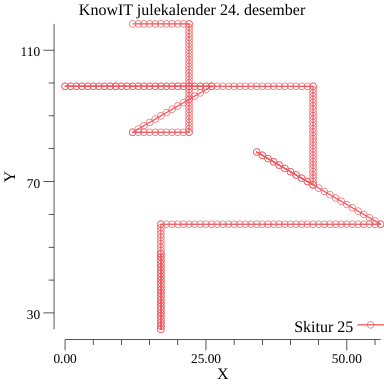 KnowIT julekalender 24. desember
110
Y
70
30
Skitur 25
0.00 25.00 50.00
X